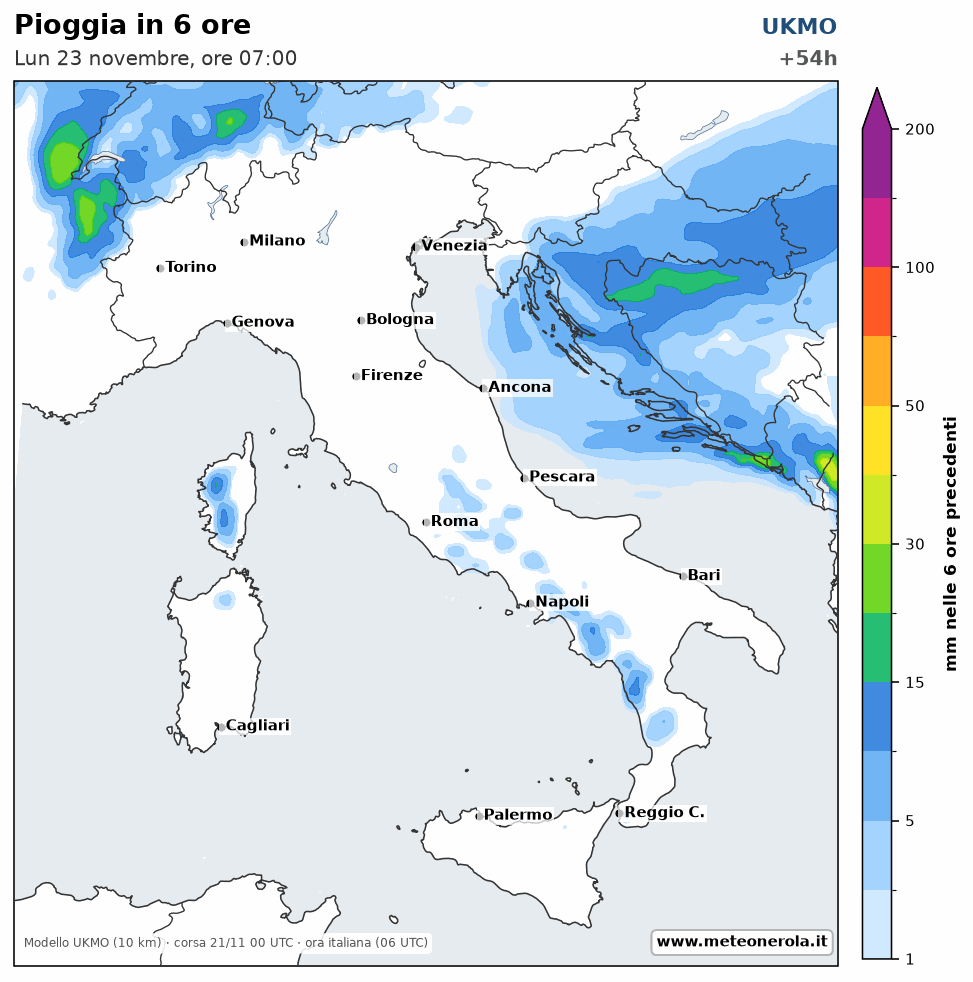 Pioggia in 6 ore
UKMO
Lun 23 novembre, ore 07:00
+54h
Milano
Venezia
Torino
Genova
Bologna
Firenze
Ancona
Pescara
Roma
Bari
Napoli
Cagliari
Palermo
Reggio C.
200
100
50
30
15
5
1
mm nelle 6 ore precedenti
Modello UKMO (10 km) · corsa 21/11 00 UTC · ora italiana (06 UTC)
www.meteonerola.it